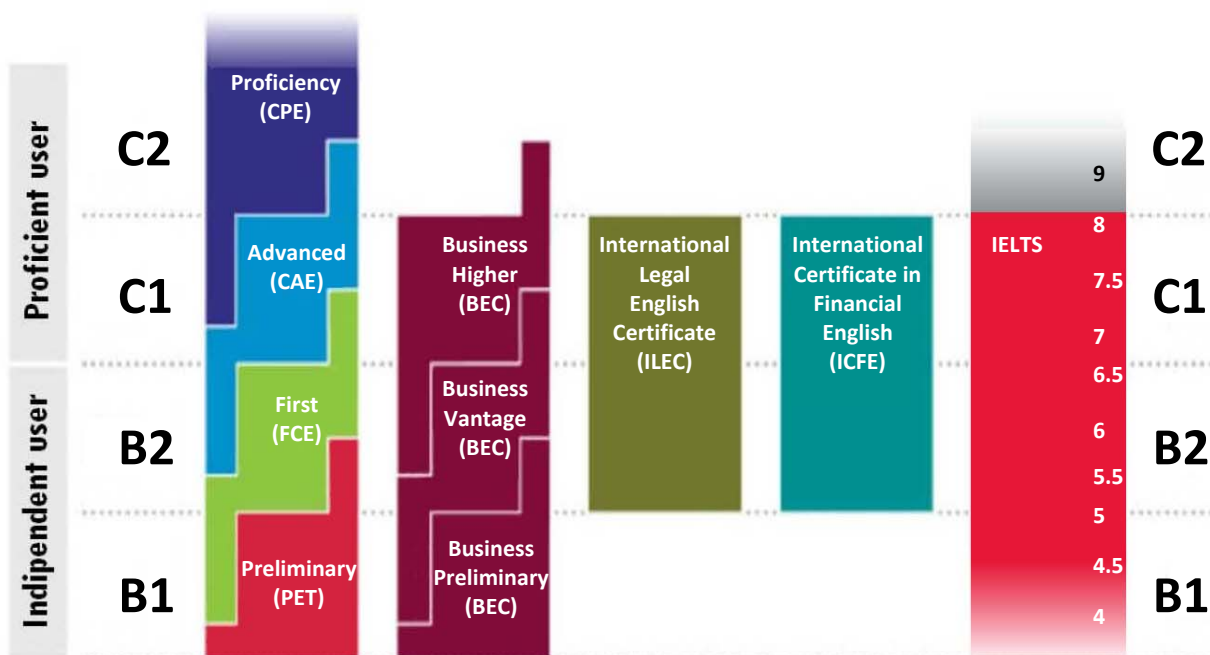 Proficient user
Indipendent user
C2
C1
B2
B1
Proficiency
(CPE)
Advanced
(CAE)
First
(FCE)
Preliminary
(PET)
Business
Higher
(BEC)
Business
Vantage
(BEC)
Business
Preliminary
(BEC)
International
Legal
English
Certificate
(ILEC)
International
Certificate in
Financial
English
(ICFE)
IELTS
9
8
7.5
7
6.5
6
5.5
5
4.5
4
C2
C1
B2
B1